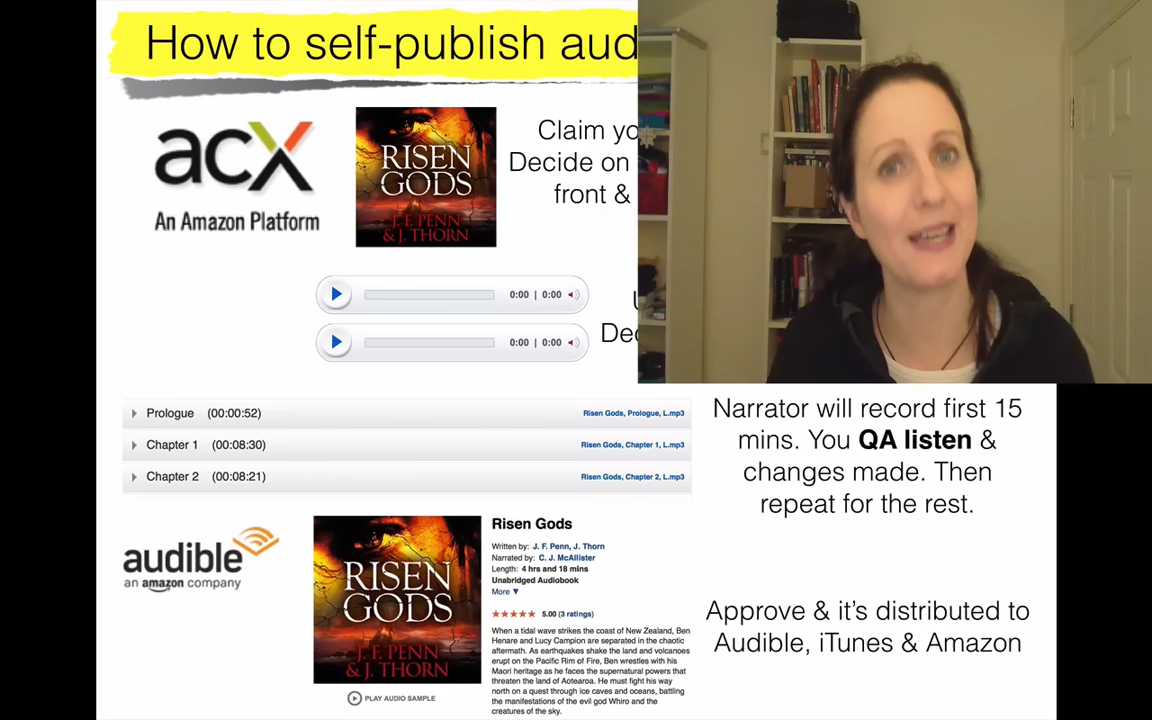 How to self-publish aud
acx
An Amazon Platform
RISEN
GODS
J. F. PENN
& J. THORN
Claim yo
Decide on
front &
0:00 | 0:00
0:00 | 0:00
Dec
Prologue (00:00:52) Risen Gods, Prologue, L.mp3
Chapter 1 (00:08:30) Risen Gods, Chapter 1, L.mp3
Chapter 2 (00:08:21) Risen Gods, Chapter 2, L.mp3
Narrator will record first 15
mins. You QA listen &
changes made. Then
repeat for the rest.
audible
an amazon company
RISEN
GODS
J. F. PENN
& J. THORN
PLAY AUDIO SAMPLE
Risen Gods
Written by: J. F. Penn, J. Thorn
Narrated by: C. J. McAllister
Length: 4 hrs and 18 mins
Unabridged Audiobook
More
5.00 (3 ratings)
When a tidal wave strikes the coast of New Zealand, Ben
Henare and Lucy Campion are separated in the chaotic
aftermath. As earthquakes shake the land and volcanoes
erupt on the Pacific Rim of Fire, Ben wrestles with his
Maori heritage as he faces the supernatural powers that
threaten the land of Aotearoa. He must fight his way
north on a quest through ice caves and oceans, battling
the manifestations of the evil god Whiro and the
creatures of the sky.
Approve & it's distributed to
Audible, iTunes & Amazon